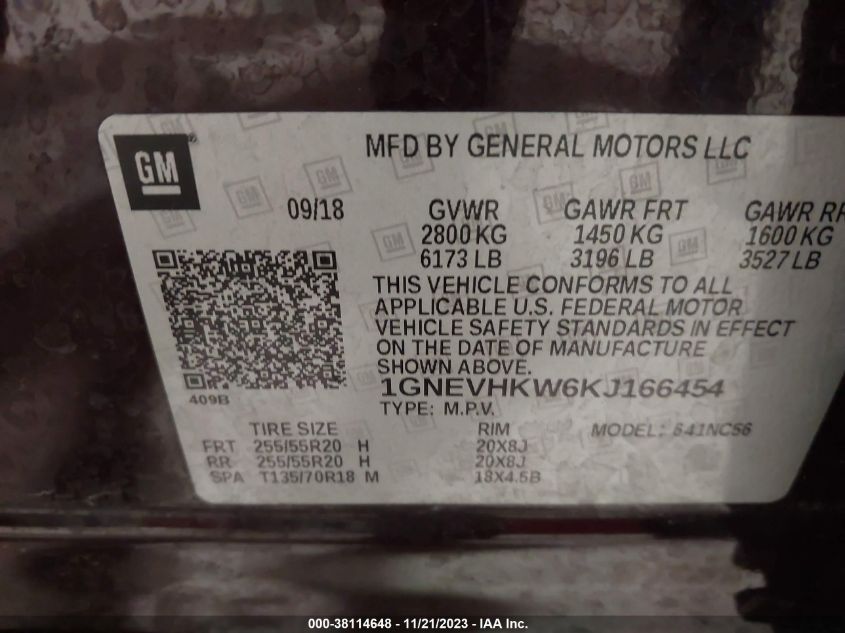 GM
MFD BY GENERAL MOTORS LLC
09/18 GVWR GAWR FRT GAWR RR
2800 KG 1450 KG 1600 KG
6173 LB 3196 LB 3527 LB
THIS VEHICLE CONFORMS TO ALL
APPLICABLE U.S. FEDERAL MOTOR
VEHICLE SAFETY STANDARDS IN EFFECT
ON THE DATE OF MANUFACTURE
SHOWN ABOVE.
1GNEVHKW6KJ166454
409B
TYPE: M.P.V.
TIRE SIZE RIM MODEL:
FRT 255/55R20 H 20X8J
RR 255/55R20 H 20X8J
SPA T135/70R18 M 18X4.5B
000-38114648 - 11/21/2023 - IAA Inc.